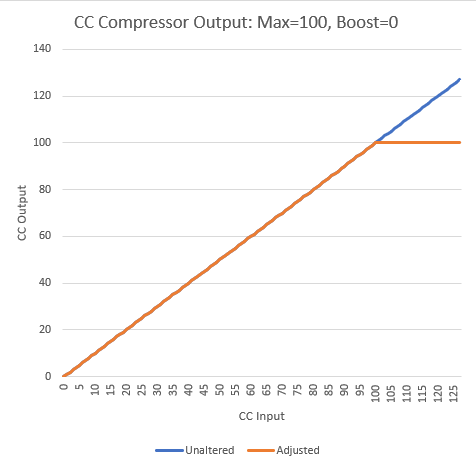 CC Compressor Output: Max=100, Boost=0
140
120
100
80
60
40
20
0
CC Output
0 5 10 15 20 25 30 35 40 45 50 55 60 65 70 75 80 85 90 95 100 105 110 115 120 125
CC Input
Unaltered Adjusted